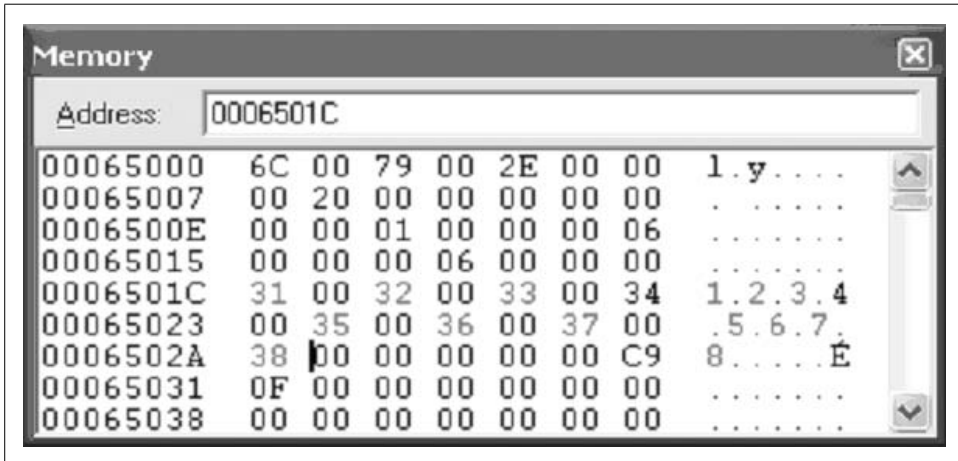 Memory
Address: 0006501C
00065000 6C 00 79 00 2E 00 00 l.y....
00065007 00 20 00 00 00 00 00 . .....
0006500E 00 00 01 00 00 00 06 .......
00065015 00 00 00 06 00 00 00 .......
0006501C 31 00 32 00 33 00 34 1.2.3.4
00065023 00 35 00 36 00 37 00 .5.6.7.
0006502A 38 00 00 00 00 00 C9 8.....É
00065031 0F 00 00 00 00 00 00 .......
00065038 00 00 00 00 00 00 00 .......